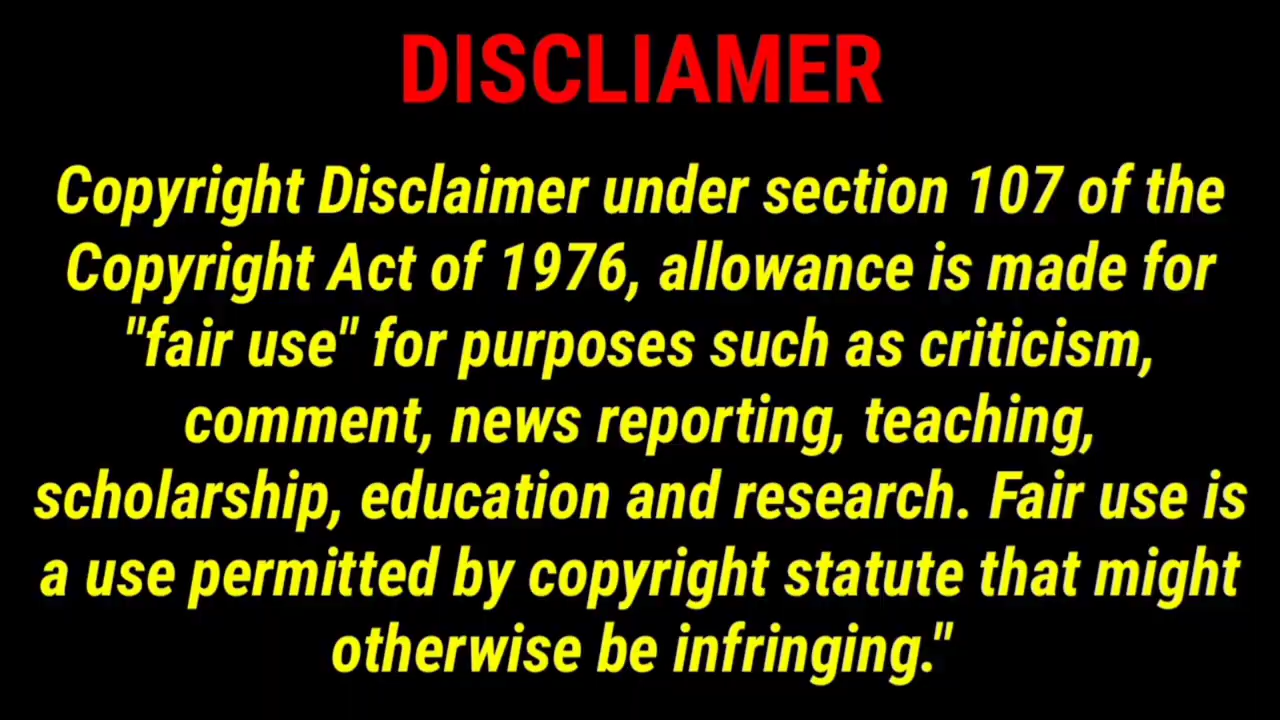 DISCLIAMER
Copyright Disclaimer under section 107 of the
Copyright Act of 1976, allowance is made for
"fair use" for purposes such as criticism,
comment, news reporting, teaching,
scholarship, education and research. Fair use is
a use permitted by copyright statute that might
otherwise be infringing."